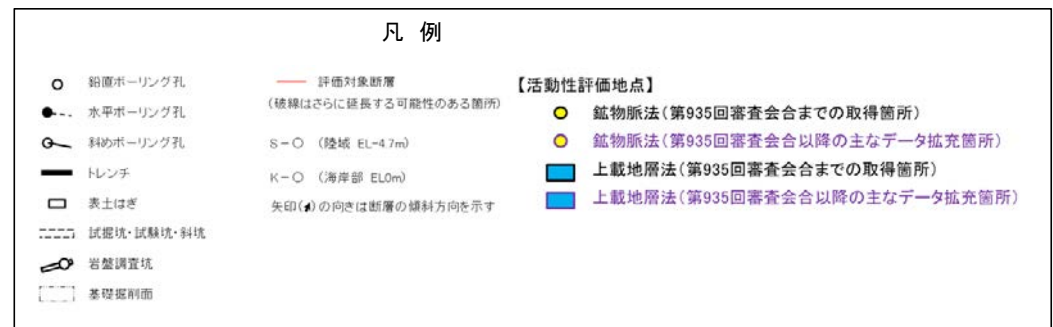 凡 例
鉛直ボーリング孔
水平ボーリング孔
斜めボーリング孔
トレンチ
表土はぎ
試掘坑・試験坑・斜坑
岩盤調査坑
基礎掘削面
評価対象断層
(破線はさらに延長する可能性のある箇所)
S－○ （陸域 EL-4.7m）
K－○ （海岸部 EL0m）
矢印( )の向きは断層の傾斜方向を示す
【活動性評価地点】
鉱物脈法(第935回審査会合までの取得箇所)
鉱物脈法(第935回審査会合以降の主なデータ拡充箇所)
上載地層法(第935回審査会合までの取得箇所)
上載地層法(第935回審査会合以降の主なデータ拡充箇所)